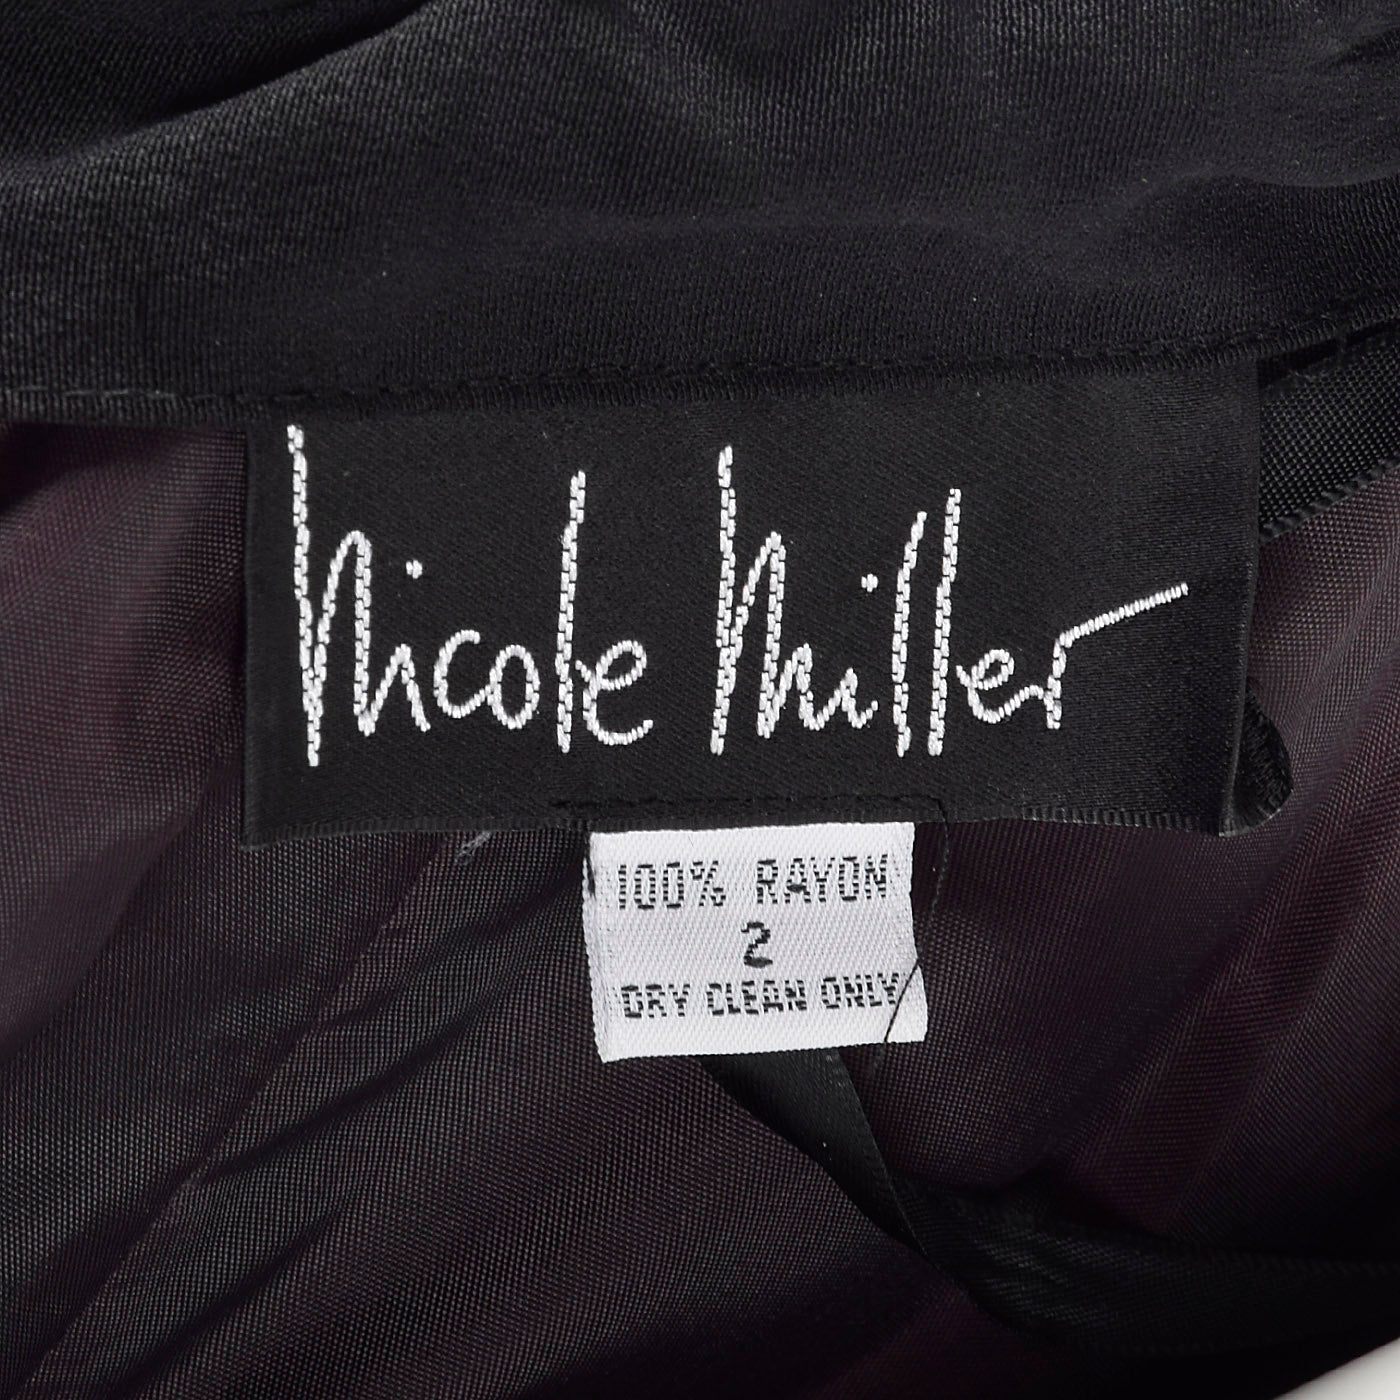 Nicole Miller
100% RAYON
2
DRY CLEAN ONLY